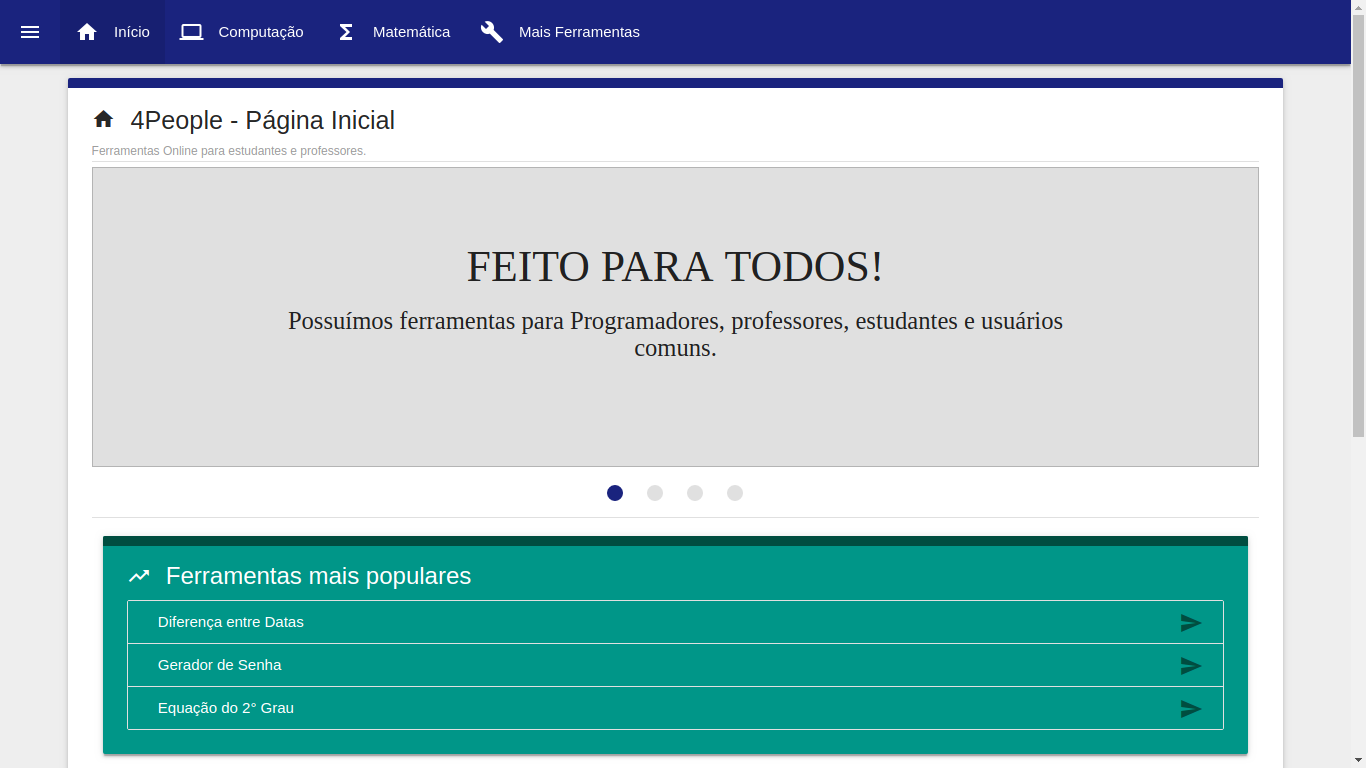 Início
Computação
Matemática
Mais Ferramentas
4People - Página Inicial
Ferramentas Online para estudantes e professores.
FEITO PARA TODOS!
Possuímos ferramentas para Programadores, professores, estudantes e usuários
comuns.
Ferramentas mais populares
Diferença entre Datas
Gerador de Senha
Equação do 2° Grau